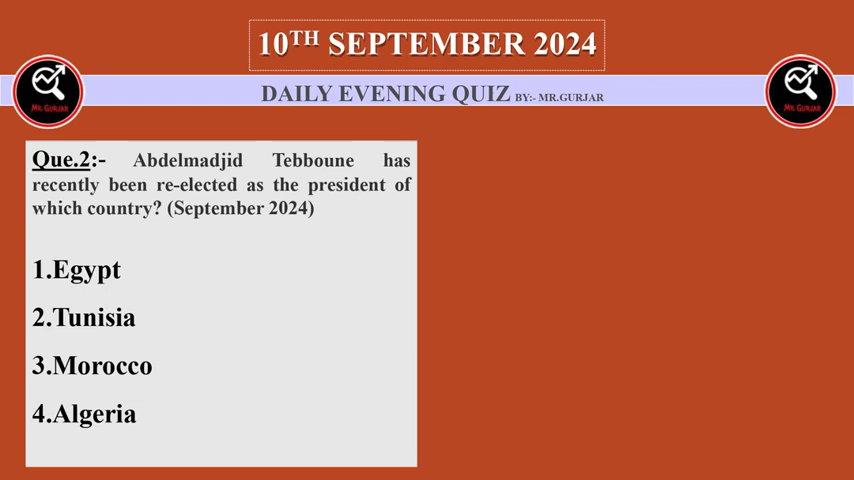 10TH SEPTEMBER 2024
DAILY EVENING QUIZ BY:- MR.GURJAR
MR. GURJAR
MR. GURJAR
Que.2:- Abdelmadjid Tebboune has
recently been re-elected as the president of
which country? (September 2024)
1.Egypt
2.Tunisia
3.Morocco
4.Algeria